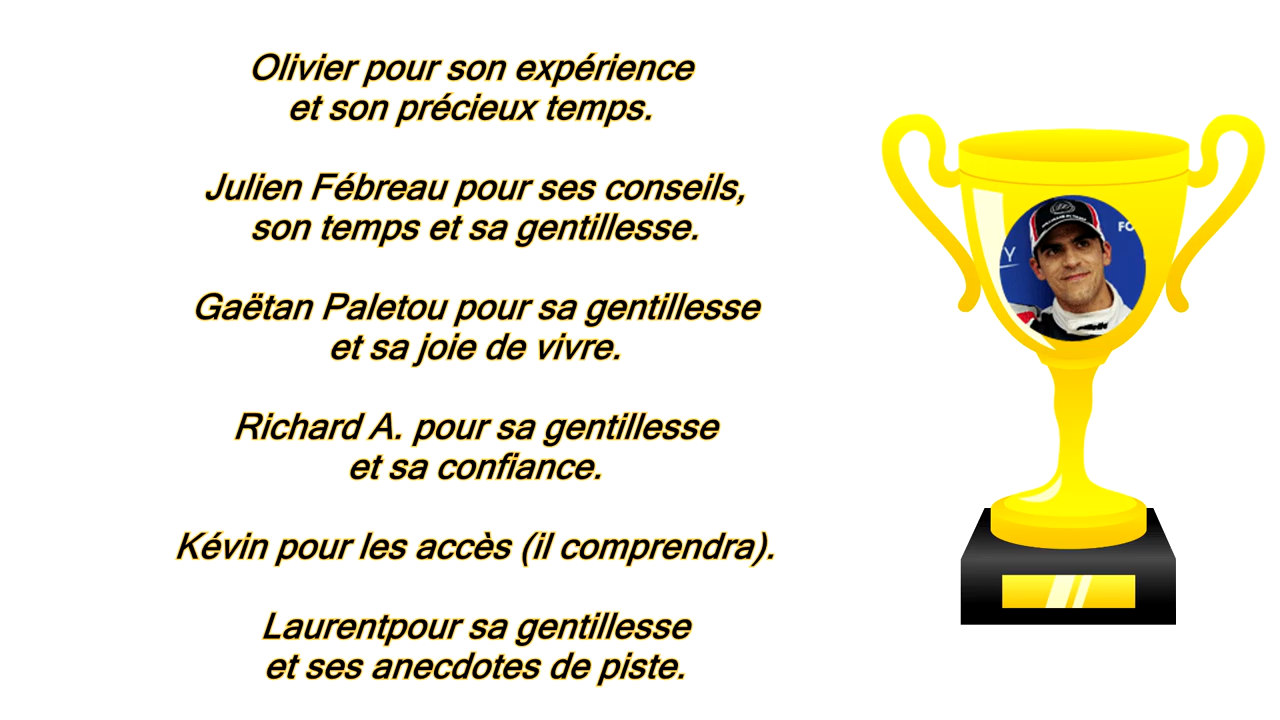 Olivier pour son expérience
et son précieux temps.
Julien Fébreau pour ses conseils,
son temps et sa gentillesse.
Gaëtan Paletou pour sa gentillesse
et sa joie de vivre.
Richard A. pour sa gentillesse
et sa confiance.
Kévin pour les accès (il comprendra).
Laurentpour sa gentillesse
et ses anecdotes de piste.
FO
Y